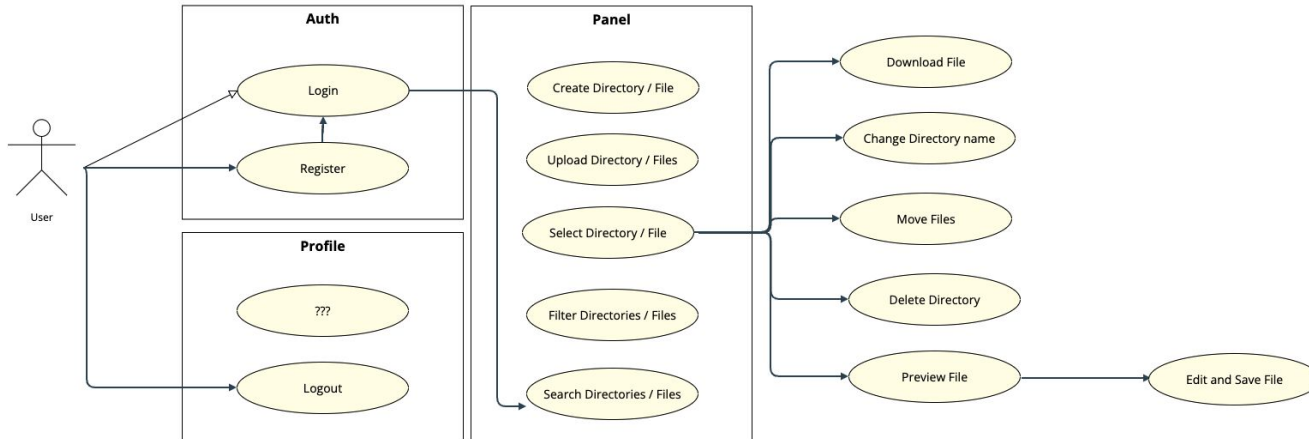 Auth
Login
Register
User
Profile
???
Logout
Panel
Create Directory / File
Upload Directory / Files
Select Directory / File
Filter Directories / Files
Search Directories / Files
Download File
Change Directory name
Move Files
Delete Directory
Preview File
Edit and Save File